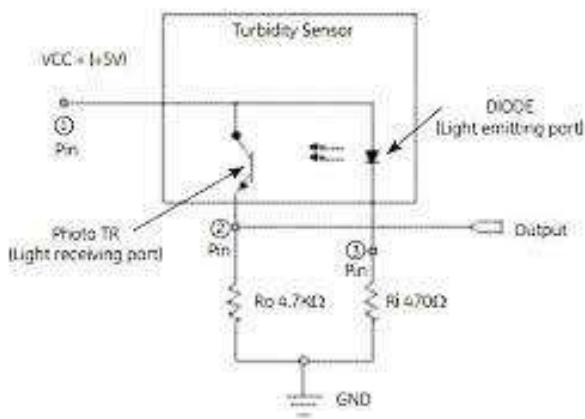 Turbidity Sensor
VCC + (+5V)
①
Pin
DIODE
(Light emitting port)
Photo TR
(Light receiving port)
②
Pin
③
Pin
Output
Ro 4.7KΩ
Ri 470Ω
GND